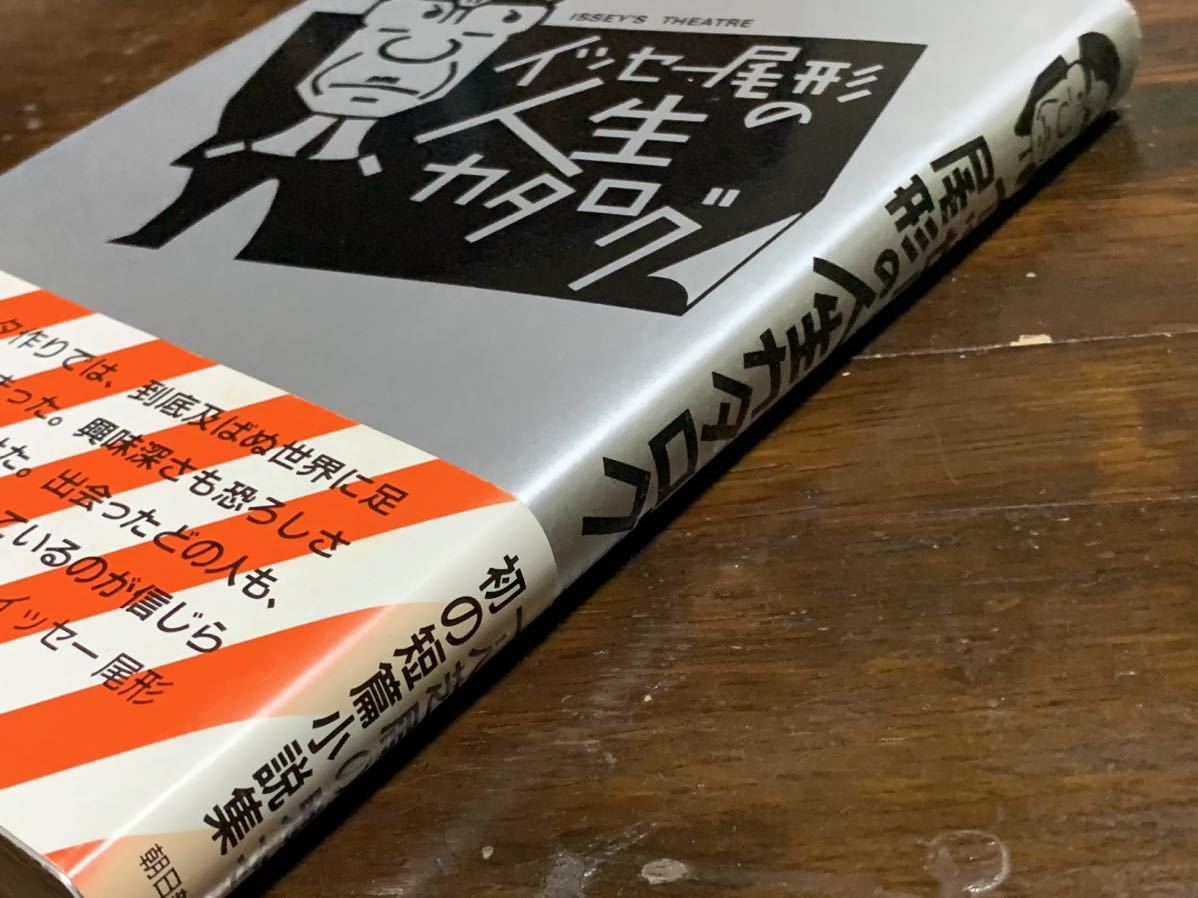 ISSEY'S THEATRE
イッセー尾形の
人生
カタログ
タ作りでは、到底及ばぬ世界に足
まった。興味深さも恐ろしさ
た。出会ったどの人も、
ているのが信じら
イッセー尾形
尾形の人生カタログ
初
の短篇小説集
朝日